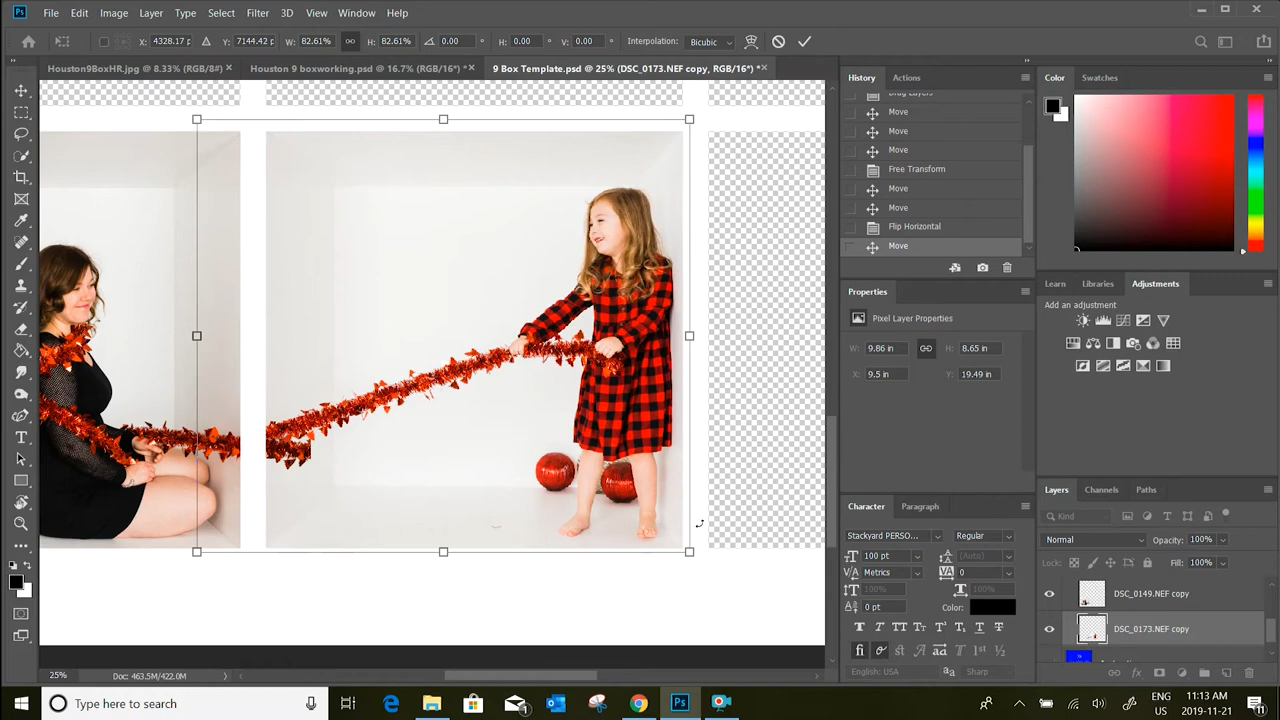 Ps File Edit Image Layer Type Select Filter 3D View Window Help
X: 4328.17 p Y: 7144.42 p W: 82.61% H: 82.61% 0.00 ° H: 0.00 ° V: 0.00 ° Interpolation: Bicubic
Houston9BoxHR.jpg @ 8.33% (RGB/8#) × Houston 9 boxworking.psd @ 16.7% (RGB/16*) * × 9 Box Template.psd @ 25% (DSC_0173.NEF copy, RGB/16*) * ×
History Actions
Drag Layers
Move
Move
Move
Free Transform
Move
Move
Flip Horizontal
Move
Color Swatches
Properties
Pixel Layer Properties
W: 9.86 in H: 8.65 in
X: 9.5 in Y: 19.49 in
Learn Libraries Adjustments
Add an adjustment
Character Paragraph
Stackyard PERSO... Regular
100 pt (Auto)
Metrics 0
100% 100%
0 pt Color:
English: USA Sharp
Layers Channels Paths
Kind
Normal Opacity: 100%
Lock: Fill: 100%
DSC_0149.NEF copy
DSC_0173.NEF copy
25% Doc: 463.5M/422.0M
Type here to search
ENG
US
11:13 AM
2019-11-21